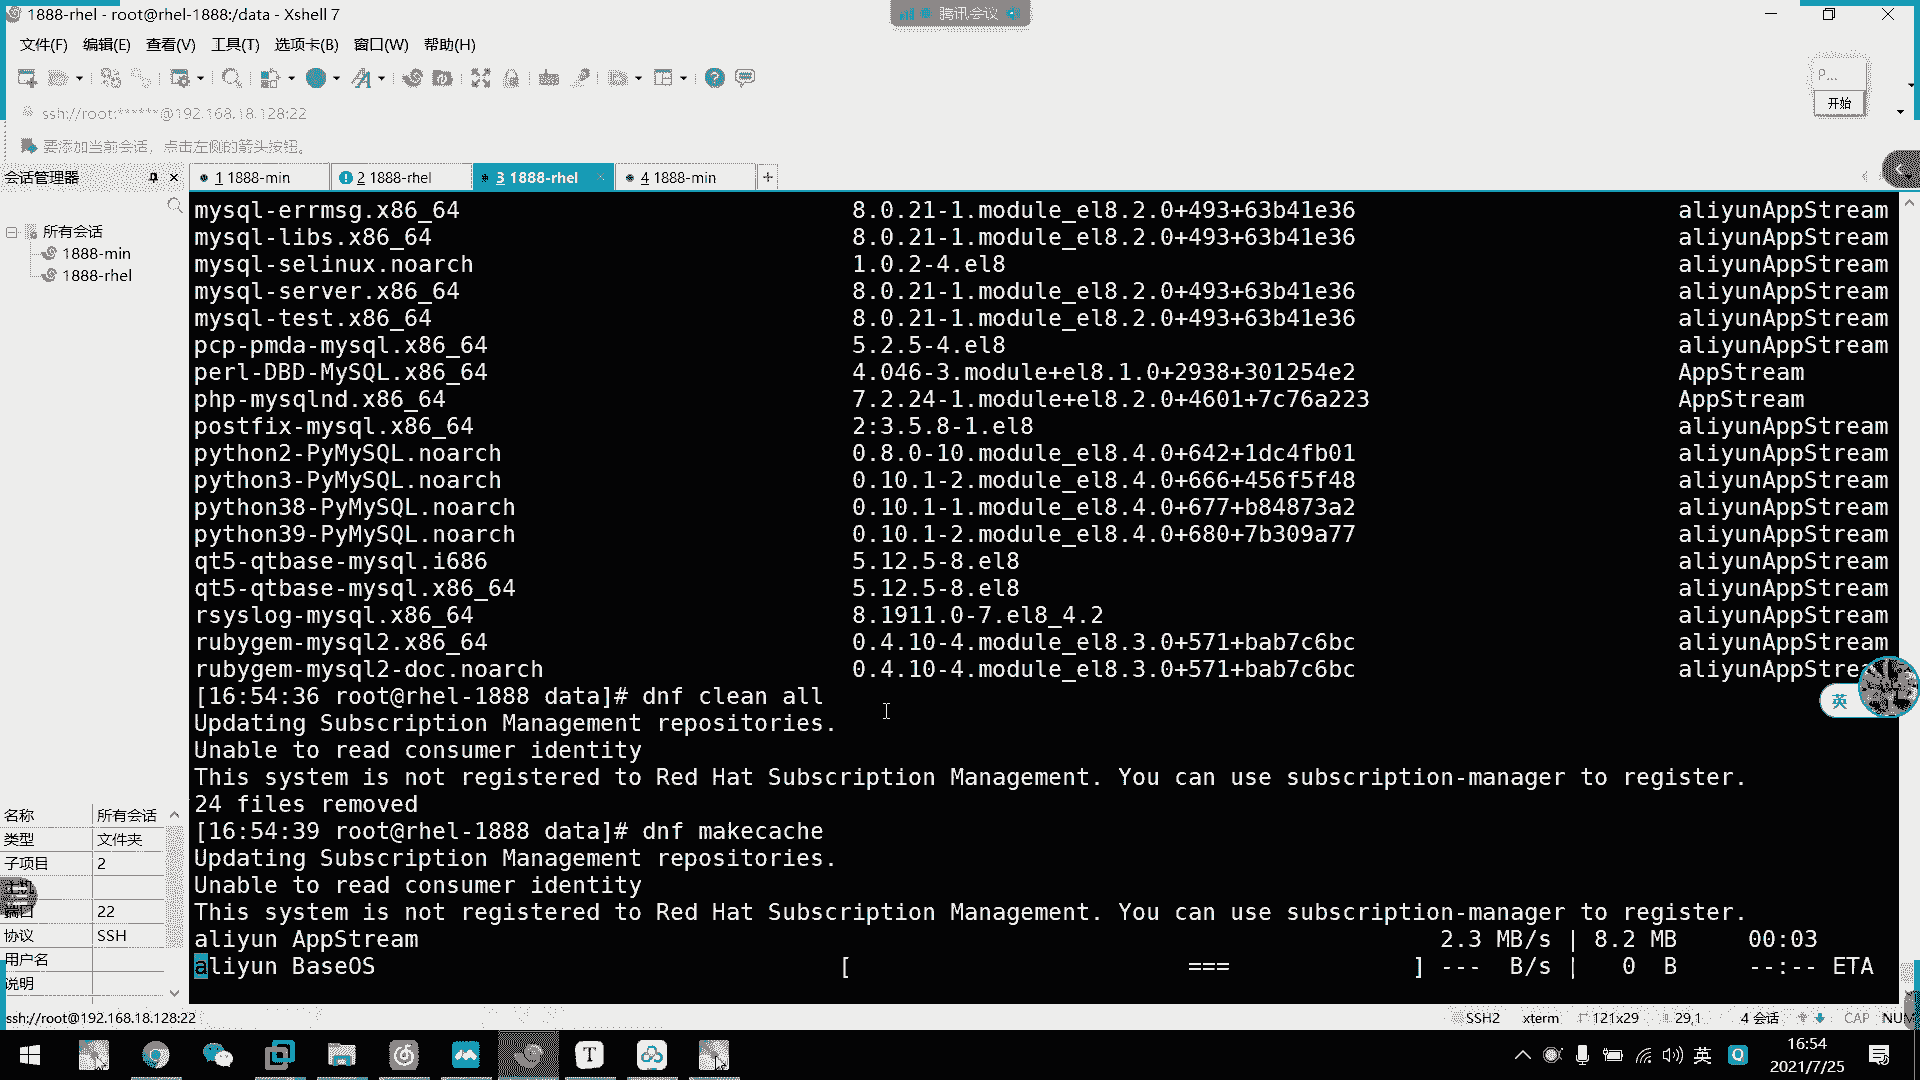 1888-rhel - root@rhel-1888:/data - Xshell 7
腾讯会议
文件(F) 编辑(E) 查看(V) 工具(T) 选项卡(B) 窗口(W) 帮助(H)
P...
开始
ssh://root:******@192.168.18.128:22
要添加当前会话，点击左侧的箭头按钮。
会话管理器
1 1888-min
2 1888-rhel
3 1888-rhel
4 1888-min
所有会话
1888-min
1888-rhel
mysql-errmsg.x86_64 8.0.21-1.module_el8.2.0+493+63b41e36 aliyunAppStream
mysql-libs.x86_64 8.0.21-1.module_el8.2.0+493+63b41e36 aliyunAppStream
mysql-selinux.noarch 1.0.2-4.el8 aliyunAppStream
mysql-server.x86_64 8.0.21-1.module_el8.2.0+493+63b41e36 aliyunAppStream
mysql-test.x86_64 8.0.21-1.module_el8.2.0+493+63b41e36 aliyunAppStream
pcp-pmda-mysql.x86_64 5.2.5-4.el8 aliyunAppStream
perl-DBD-MySQL.x86_64 4.046-3.module+el8.1.0+2938+301254e2 AppStream
php-mysqlnd.x86_64 7.2.24-1.module+el8.2.0+4601+7c76a223 AppStream
postfix-mysql.x86_64 2:3.5.8-1.el8 aliyunAppStream
python2-PyMySQL.noarch 0.8.0-10.module_el8.4.0+642+1dc4fb01 aliyunAppStream
python3-PyMySQL.noarch 0.10.1-2.module_el8.4.0+666+456f5f48 aliyunAppStream
python38-PyMySQL.noarch 0.10.1-1.module_el8.4.0+677+b84873a2 aliyunAppStream
python39-PyMySQL.noarch 0.10.1-2.module_el8.4.0+680+7b309a77 aliyunAppStream
qt5-qtbase-mysql.i686 5.12.5-8.el8 aliyunAppStream
qt5-qtbase-mysql.x86_64 5.12.5-8.el8 aliyunAppStream
rsyslog-mysql.x86_64 8.1911.0-7.el8_4.2 aliyunAppStream
rubygem-mysql2.x86_64 0.4.10-4.module_el8.3.0+571+bab7c6bc aliyunAppStream
rubygem-mysql2-doc.noarch 0.4.10-4.module_el8.3.0+571+bab7c6bc aliyunAppStre
[16:54:36 root@rhel-1888 data]# dnf clean all
Updating Subscription Management repositories.
Unable to read consumer identity
This system is not registered to Red Hat Subscription Management. You can use subscription-manager to register.
24 files removed
[16:54:39 root@rhel-1888 data]# dnf makecache
Updating Subscription Management repositories.
Unable to read consumer identity
This system is not registered to Red Hat Subscription Management. You can use subscription-manager to register.
aliyun AppStream 2.3 MB/s | 8.2 MB 00:03
aliyun BaseOS [ === ] --- B/s | 0 B --:-- ETA
英
名称 所有会话
类型 文件夹
子项目 2
端口 22
协议 SSH
用户名
说明
ssh://root@192.168.18.128:22
SSH2 xterm 121x29 29,1 4 会话 CAP NUM
英
16:54
2021/7/25